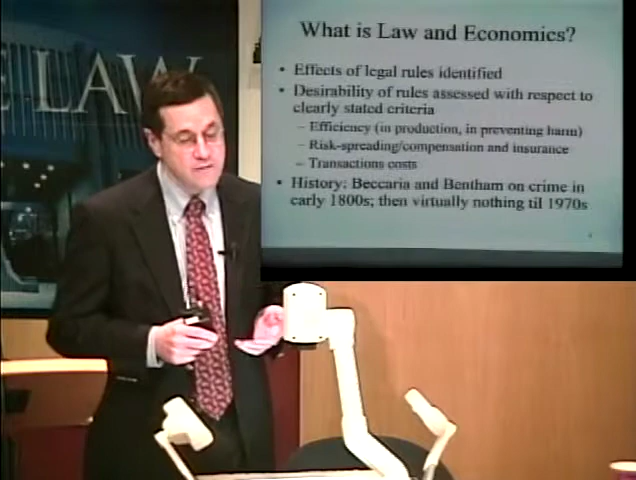 E LAW
What is Law and Economics?
• Effects of legal rules identified
• Desirability of rules assessed with respect to
clearly stated criteria
– Efficiency (in production, in preventing harm)
– Risk-spreading/compensation and insurance
– Transactions costs
• History: Beccaria and Bentham on crime in
early 1800s; then virtually nothing til 1970s